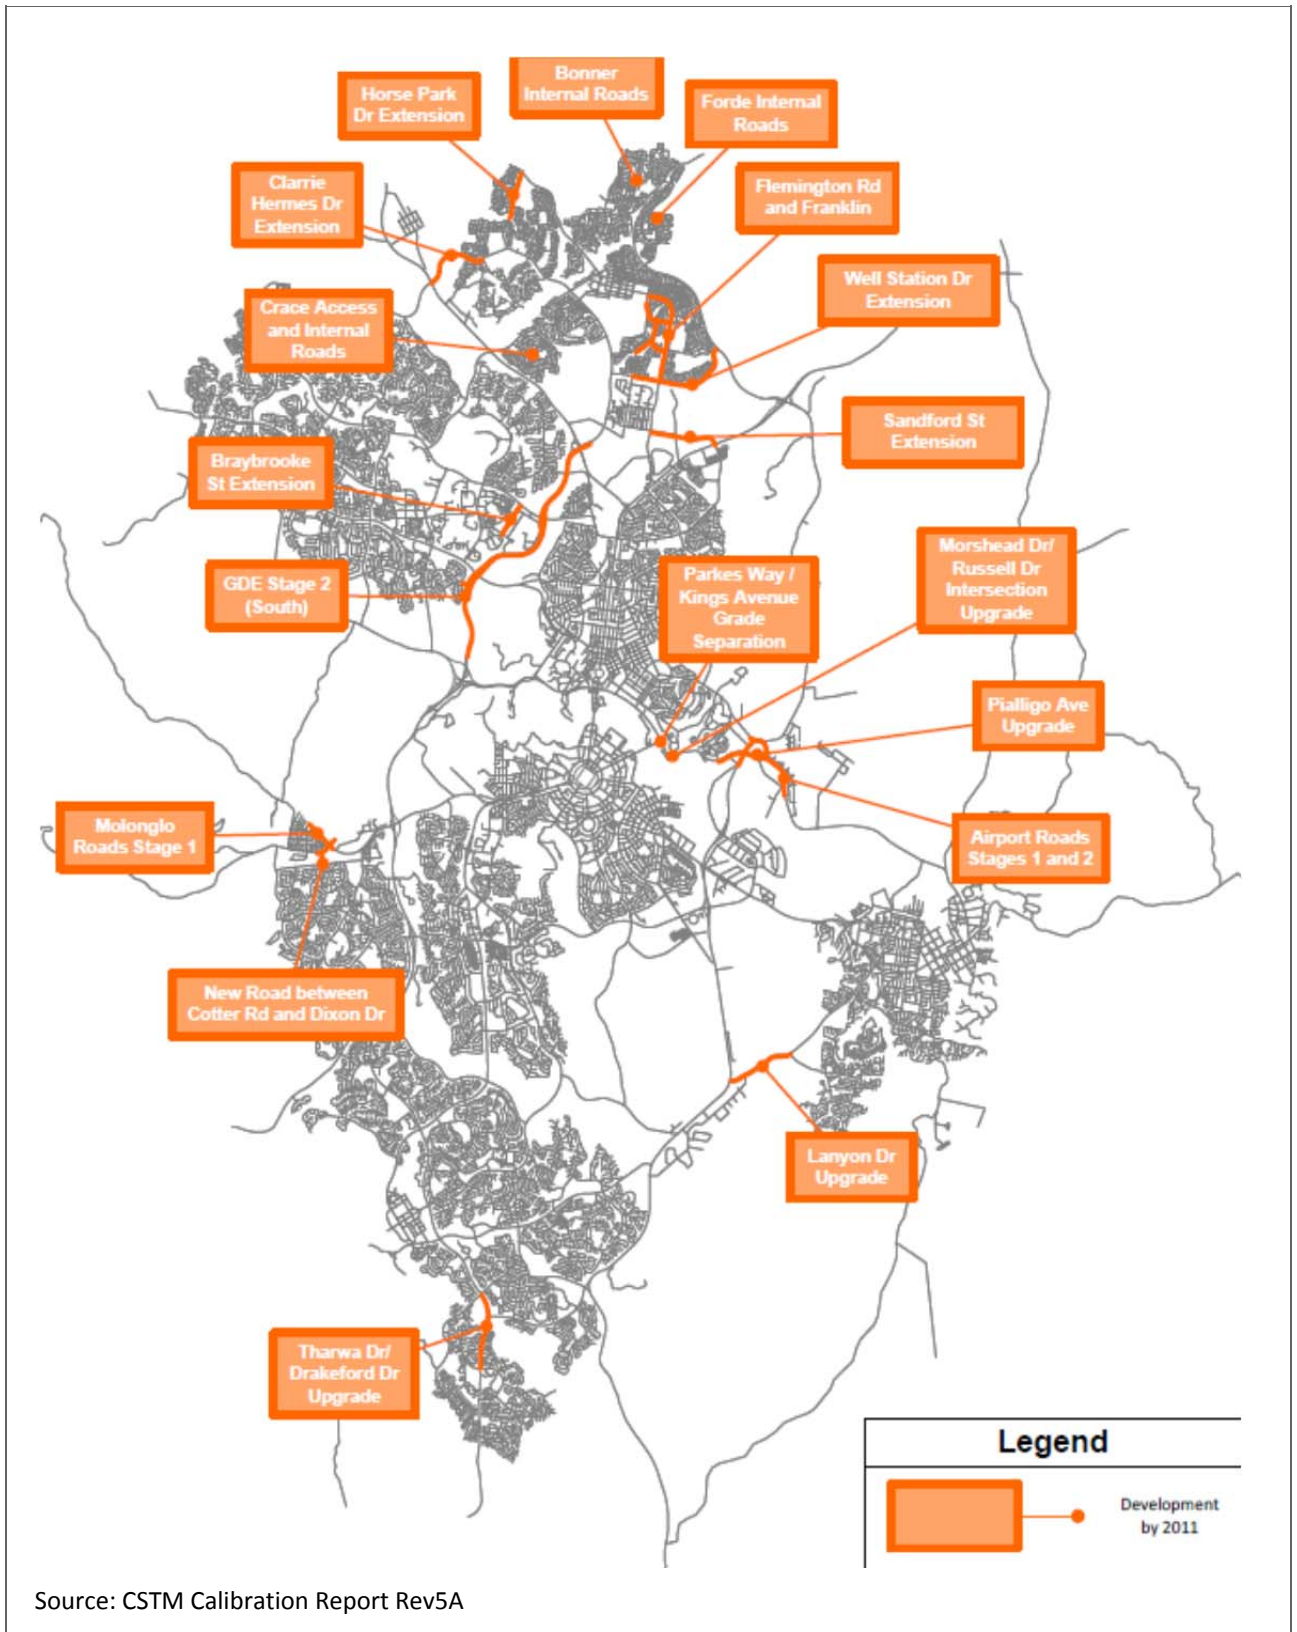 Bonner
Internal Roads
Horse Park
Dr Extension
Forde Internal
Roads
Clarrie
Hermes Dr
Extension
Flemington Rd
and Franklin
Well Station Dr
Extension
Crace Access
and Internal
Roads
Sandford St
Extension
Braybrooke
St Extension
Morshead Dr/
Russell Dr
Intersection
Upgrade
GDE Stage 2
(South)
Parkes Way /
Kings Avenue
Grade
Separation
Pialligo Ave
Upgrade
Molonglo
Roads Stage 1
Airport Roads
Stages 1 and 2
New Road between
Cotter Rd and Dixon Dr
Lanyon Dr
Upgrade
Tharwa Dr/
Drakeford Dr
Upgrade
Legend
Development
by 2011
Source: CSTM Calibration Report Rev5A